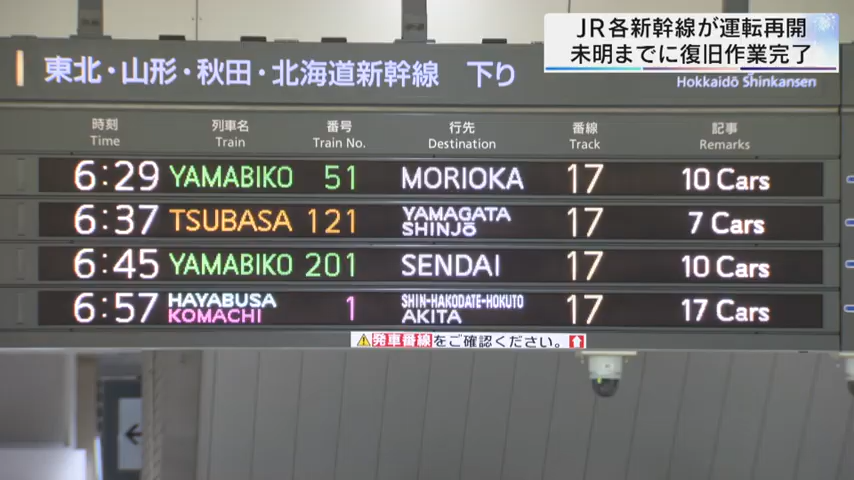 JR各新幹線が運転再開
未明までに復旧作業完了
東北・山形・秋田・北海道新幹線 下り
Hokkaidō Shinkansen
時刻 列車名 番号 行先 番線 記事
Time Train Train No. Destination Track Remarks
6:29 YAMABIKO 51 MORIOKA 17 10 Cars
6:37 TSUBASA 121 YAMAGATA SHINJŌ 17 7 Cars
6:45 YAMABIKO 201 SENDAI 17 10 Cars
6:57 HAYABUSA KOMACHI 1 SHIN-HAKODATE-HOKUTO AKITA 17 17 Cars
発車番線をご確認ください。